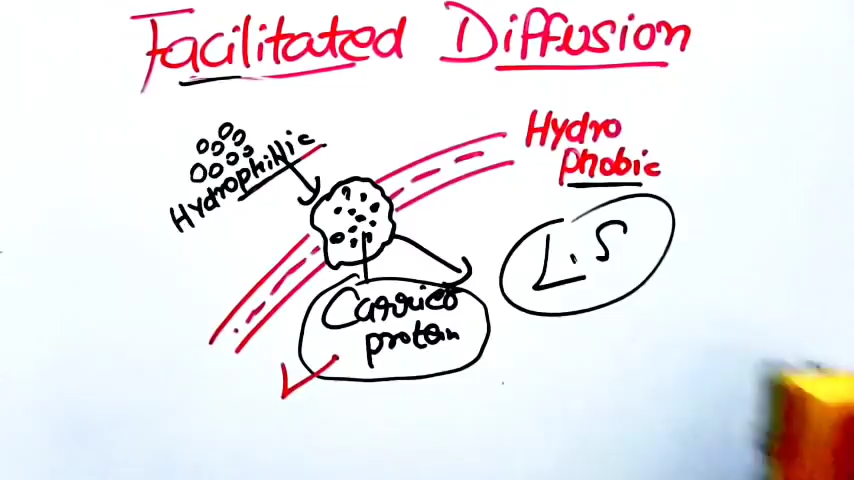 Facilitated Diffusion
Hydrophillic
Hydro
Phobic
L.S
Carrier
protein